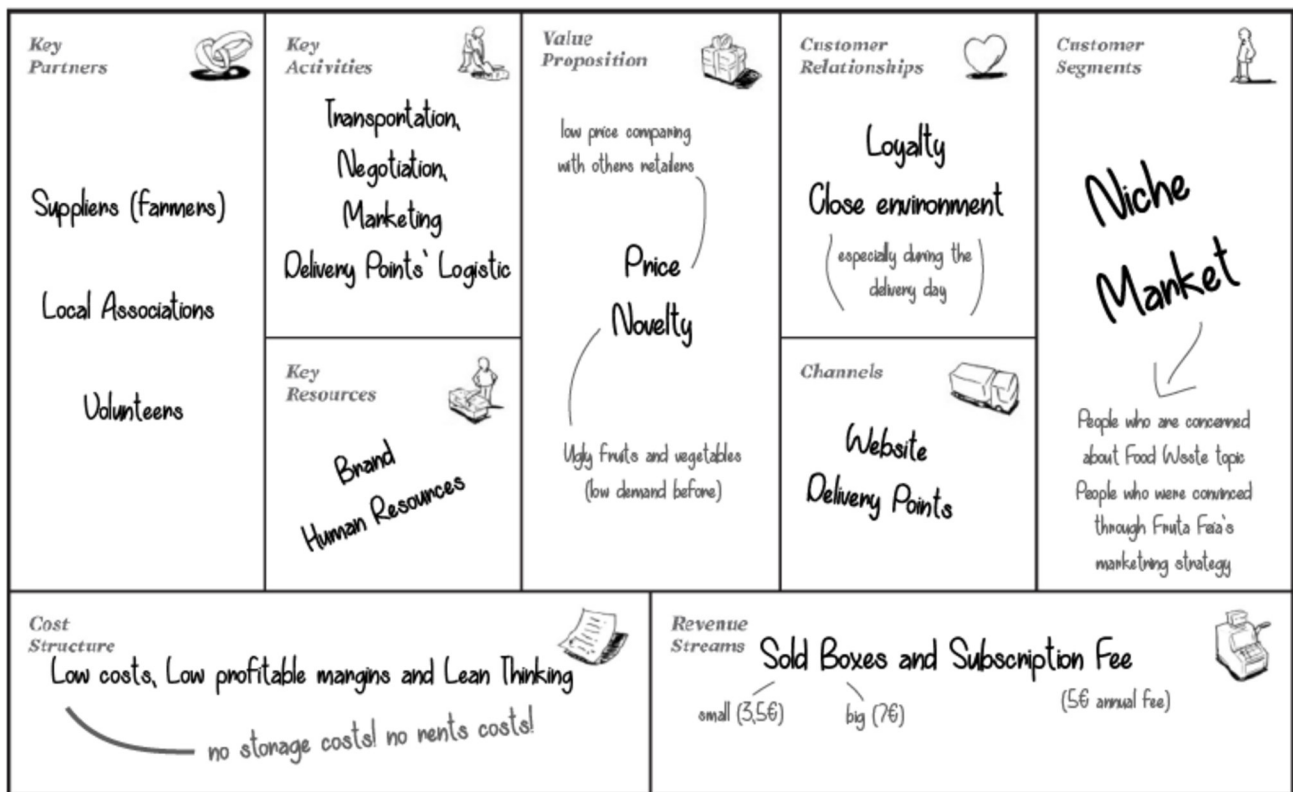 Key
Partners
Suppliers (Farmers)
Local Associations
Volunteers
Key
Activities
Transportation,
Negotiation,
Marketing
Delivery Points' Logistic
Key
Resources
Brand
Human Resources
Value
Proposition
low price comparing
with others retailers
Price
Novelty
Ugly fruits and vegetables
(low demand before)
Customer
Relationships
Loyalty
Close environment
(especially during the
delivery day)
Channels
Website
Delivery Points
Customer
Segments
Niche
Market
People who are concerned
about Food Wsste topic
People who were convinced
through Fruta Feia's
marketning strategy
Cost
Structure
Low costs, Low profitable margins and Lean Thinking
no storage costs! no rents costs!
Revenue
Streams
Sold Boxes and Subscription Fee
small (3,5€) big (7€) (5€ annual fee)